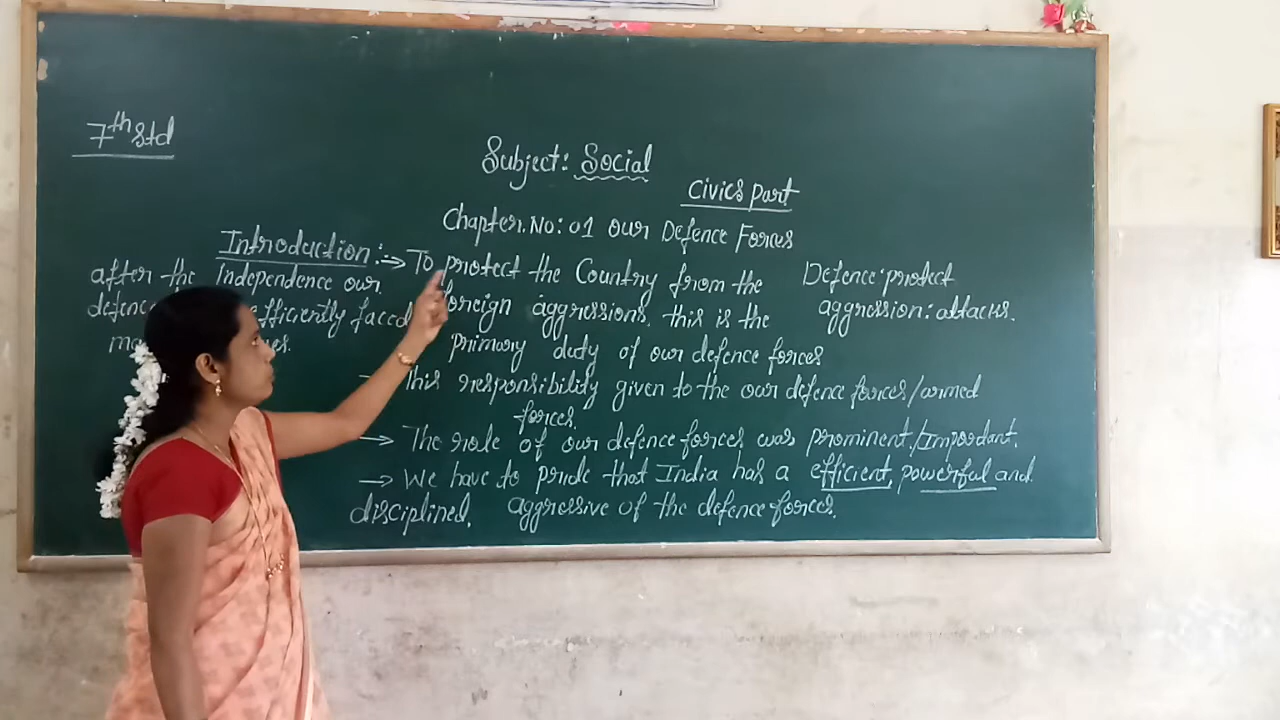 7th Std
Subject: Social
Civics part
Chapter.No: 01 Our Defence Forces
Introduction :-> To protect the Country from the
foreign aggressions. this is the
primary duty of our defence forces
This responsibility given to the our defence forces/armed
forces.
→ The role of our defence forces was prominent/Important.
→ We have to pride that India has a efficient, powerful and
disciplined, aggressive of the defence forces.
after the Independence our
efficiently faced
Defence: protect
aggression: attacks.